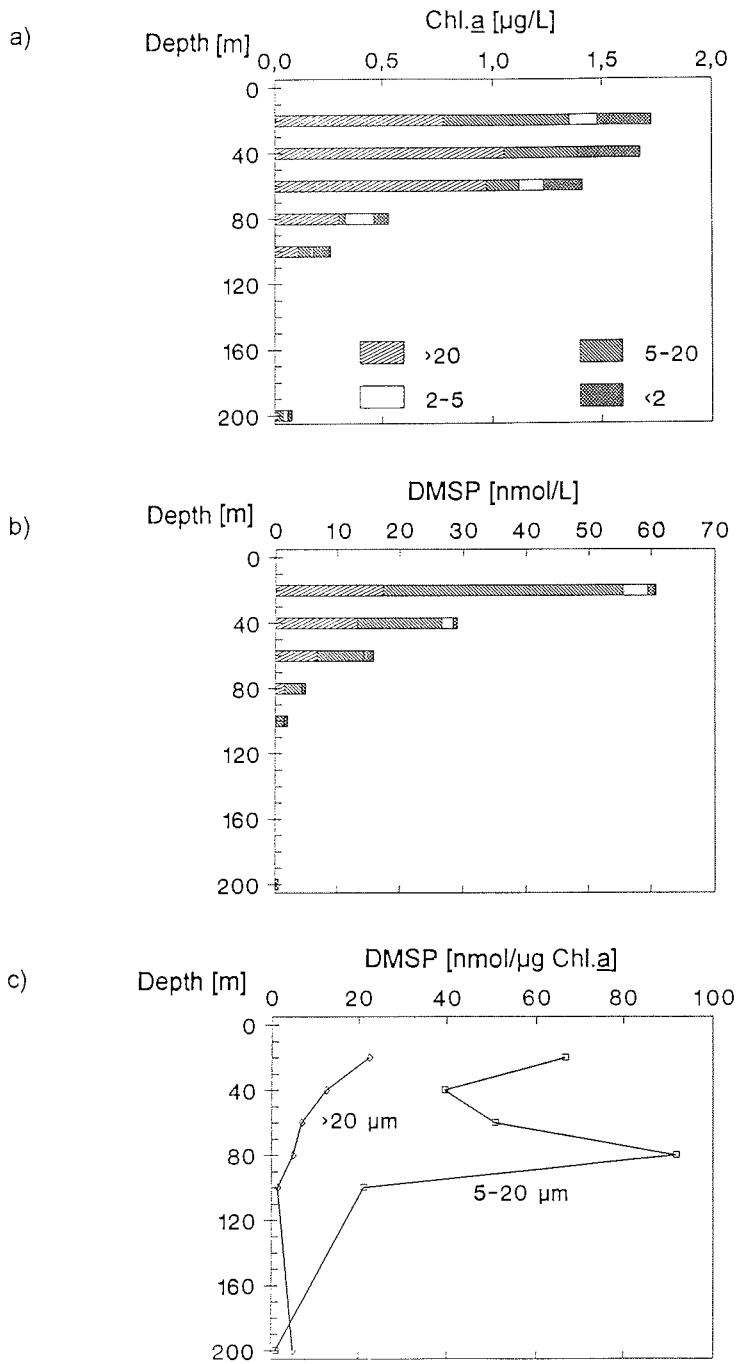 a)
Chl.a [µg/L]
Depth [m]
0,0 0,5 1,0 1,5 2,0
0
40
80
120
160
200
>20
5-20
2-5
<2
b)
DMSP [nmol/L]
Depth [m]
0 10 20 30 40 50 60 70
0
40
80
120
160
200
c)
DMSP [nmol/µg Chl.a]
Depth [m]
0 20 40 60 80 100
0
40
80
120
160
200
>20 µm
5-20 µm